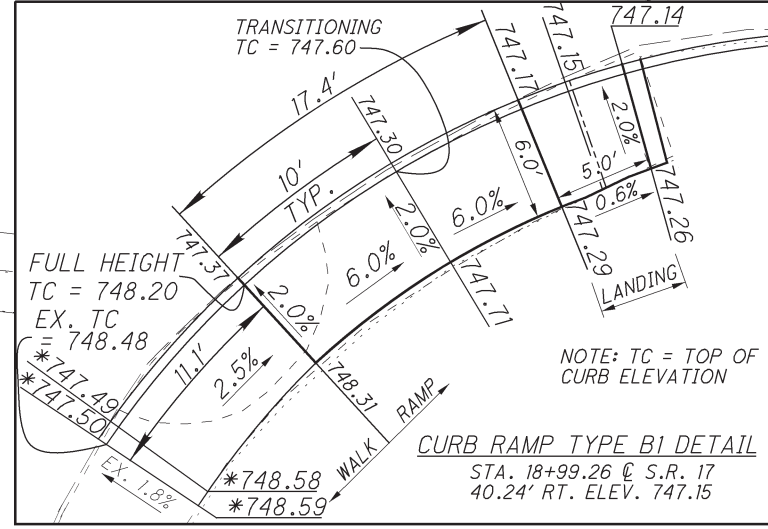 TRANSITIONING
TC = 747.60
747.14
747.15
747.17
17.4'
747.30
10'
TYP.
2.0%
6.0'
5.0'
0.6%
747.26
747.29
LANDING
747.37
FULL HEIGHT
TC = 748.20
EX. TC
= 748.48
2.0%
6.0%
6.0%
2.0%
747.71
11.1'
2.5%
748.31
*747.49
*747.50
NOTE: TC = TOP OF
CURB ELEVATION
RAMP
WALK
EX. 1.8%
*748.58
*748.59
CURB RAMP TYPE B1 DETAIL
STA. 18+99.26 ℄ S.R. 17
40.24' RT. ELEV. 747.15